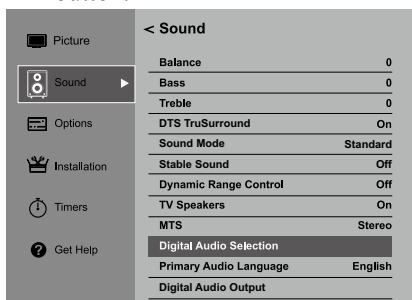 Picture
Sound
Options
Installation
Timers
Get Help
< Sound
Balance 0
Bass 0
Treble 0
DTS TruSurround On
Sound Mode Standard
Stable Sound Off
Dynamic Range Control Off
TV Speakers On
MTS Stereo
Digital Audio Selection
Primary Audio Language English
Digital Audio Output